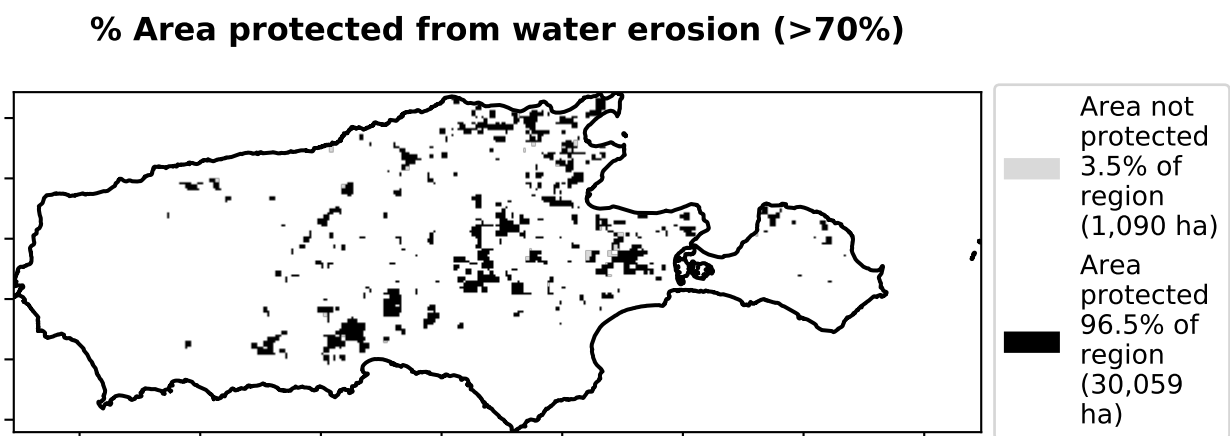 % Area protected from water erosion (>70%)
Area not
protected
3.5% of
region
(1,090 ha)
Area
protected
96.5% of
region
(30,059
ha)